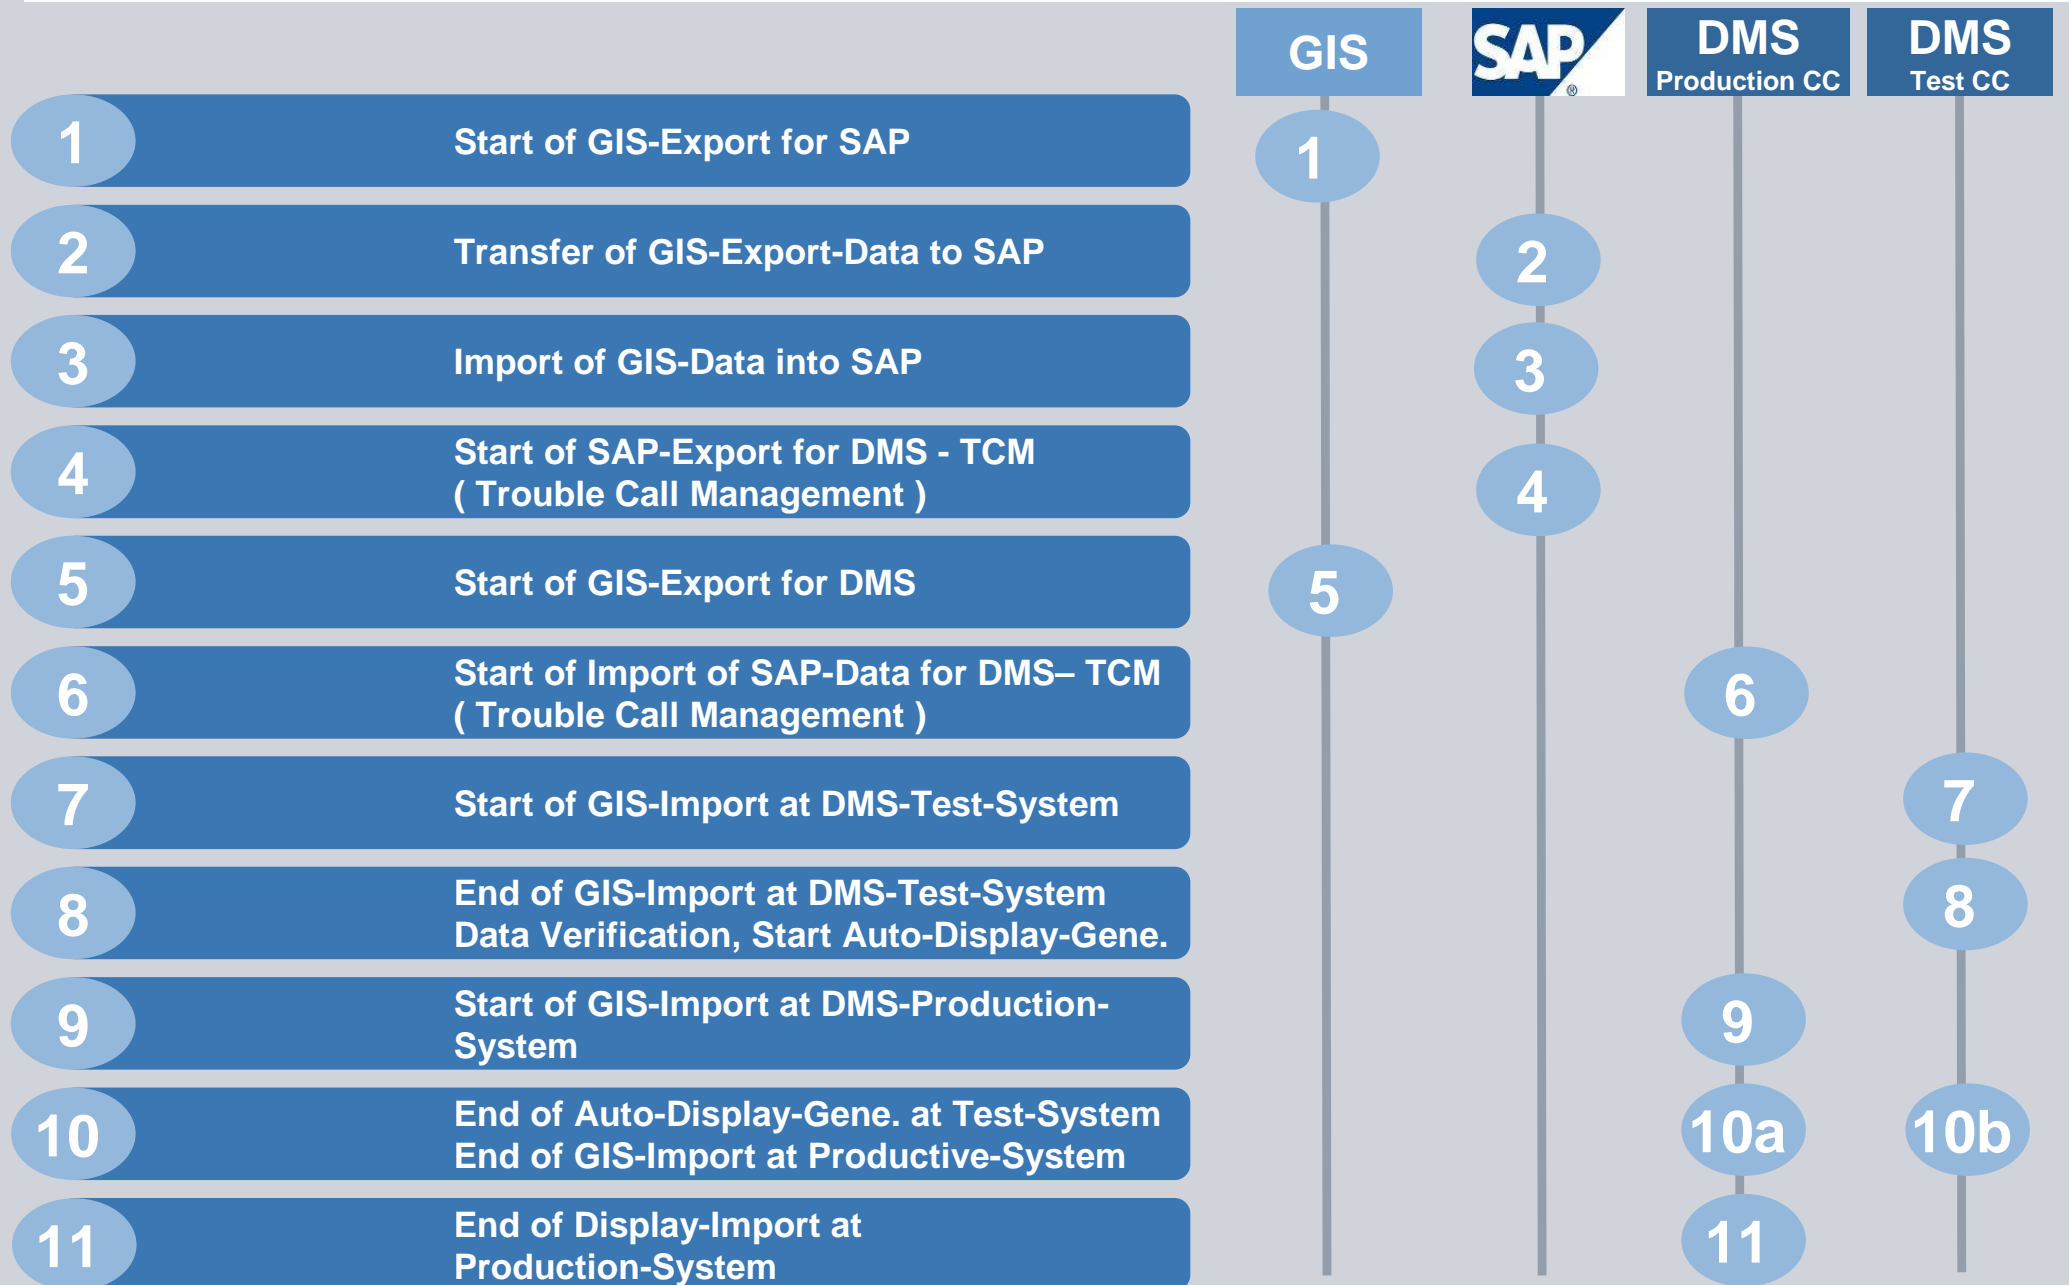 GIS
SAP
®
DMS
Production CC
DMS
Test CC
1
Start of GIS-Export for SAP
1
2
Transfer of GIS-Export-Data to SAP
2
3
Import of GIS-Data into SAP
3
4
Start of SAP-Export for DMS - TCM
( Trouble Call Management )
4
5
Start of GIS-Export for DMS
5
6
Start of Import of SAP-Data for DMS– TCM
( Trouble Call Management )
6
7
Start of GIS-Import at DMS-Test-System
7
8
End of GIS-Import at DMS-Test-System
Data Verification, Start Auto-Display-Gene.
8
9
Start of GIS-Import at DMS-Production-
System
9
10
End of Auto-Display-Gene. at Test-System
End of GIS-Import at Productive-System
10a
10b
11
End of Display-Import at
Production-System
11